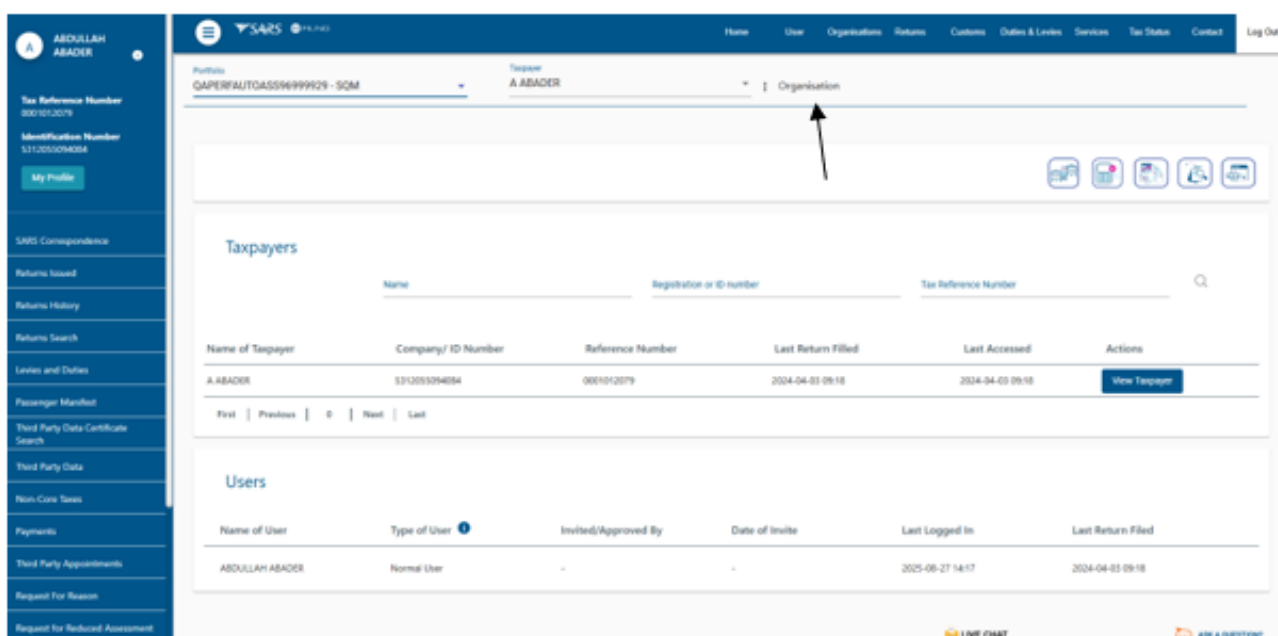 ABDULLAH
ABADER
A
Tax Reference Number
0001012079
Identification Number
5312055094084
My Profile
SARS Correspondence
Returns Issued
Returns History
Returns Search
Levies and Duties
Passenger Manifest
Third Party Data Certificate
Search
Third Party Data
Non-Core Taxes
Payments
Third Party Appointments
Request For Reason
Request for Reduced Assessment
SARS eFILING
Home User Organisations Returns Customs Duties & Levies Services Tax Status Contact Log Out
Portfolio
QAPERFAUTOASS96999929 - SQM
Taxpayer
A ABADER
Organisation
Taxpayers
Name Registration or ID number Tax Reference Number
Name of Taxpayer Company/ ID Number Reference Number Last Return Filled Last Accessed Actions
A ABADER 5312055094084 0001012079 2024-04-03 09:18 2024-04-03 09:18 View Taxpayer
First | Previous | 0 | Next | Last
Users
Name of User Type of User Invited/Approved By Date of Invite Last Logged In Last Return Filed
ABDULLAH ABADER Normal User - - 2025-08-27 14:17 2024-04-03 09:18
LIVE CHAT
ASK A QUESTIONS